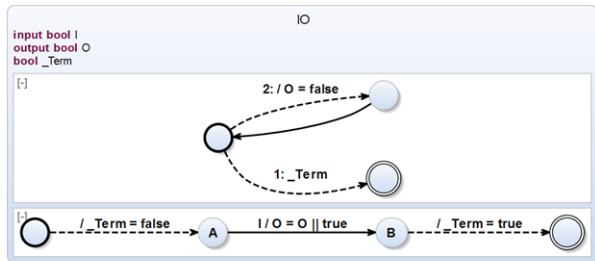 IO
input bool I
output bool O
bool _Term
[-]
2: / O = false
1: _Term
[-]
/ _Term = false
A
I / O = O || true
B
/ _Term = true